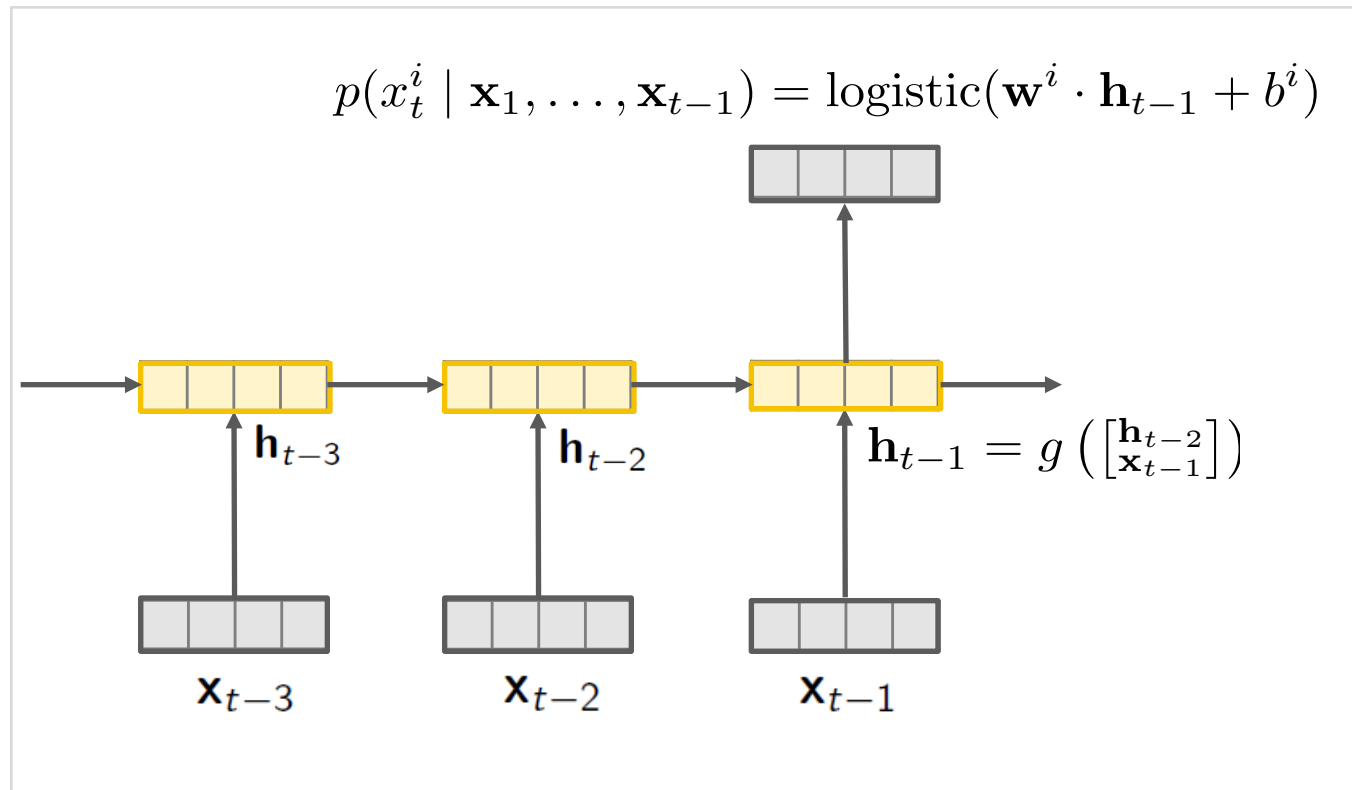 p(x_t^i | x_1, . . . , x_{t−1}) = logistic(w^i · h_{t−1} + b^i)
h_{t−3}
h_{t−2}
h_{t−1} = g ([h_{t−2} x_{t−1}])
x_{t−3}
x_{t−2}
x_{t−1}